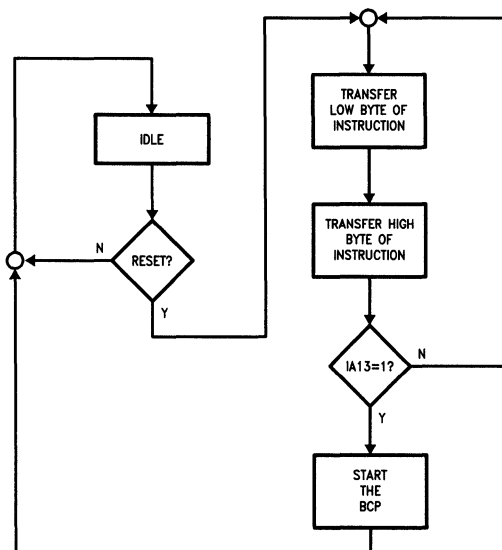 IDLE
N
RESET?
Y
TRANSFER
LOW BYTE OF
INSTRUCTION
TRANSFER HIGH
BYTE OF
INSTRUCTION
IA13=1?
N
Y
START
THE
BCP